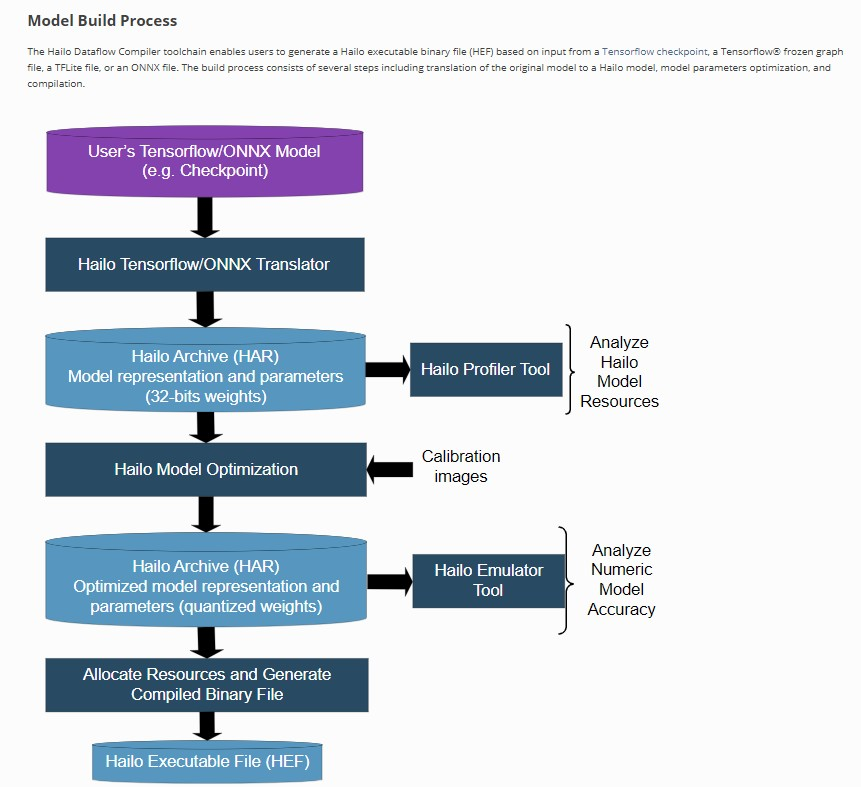 Model Build Process
The Hailo Dataflow Compiler toolchain enables users to generate a Hailo executable binary file (HEF) based on input from a Tensorflow checkpoint, a Tensorflow® frozen graph
file, a TFLite file, or an ONNX file. The build process consists of several steps including translation of the original model to a Hailo model, model parameters optimization, and
compilation.
User's Tensorflow/ONNX Model
(e.g. Checkpoint)
Hailo Tensorflow/ONNX Translator
Hailo Archive (HAR)
Model representation and parameters
(32-bits weights)
Hailo Profiler Tool
Analyze
Hailo
Model
Resources
Hailo Model Optimization
Calibration
images
Hailo Archive (HAR)
Optimized model representation and
parameters (quantized weights)
Hailo Emulator
Tool
Analyze
Numeric
Model
Accuracy
Allocate Resources and Generate
Compiled Binary File
Hailo Executable File (HEF)